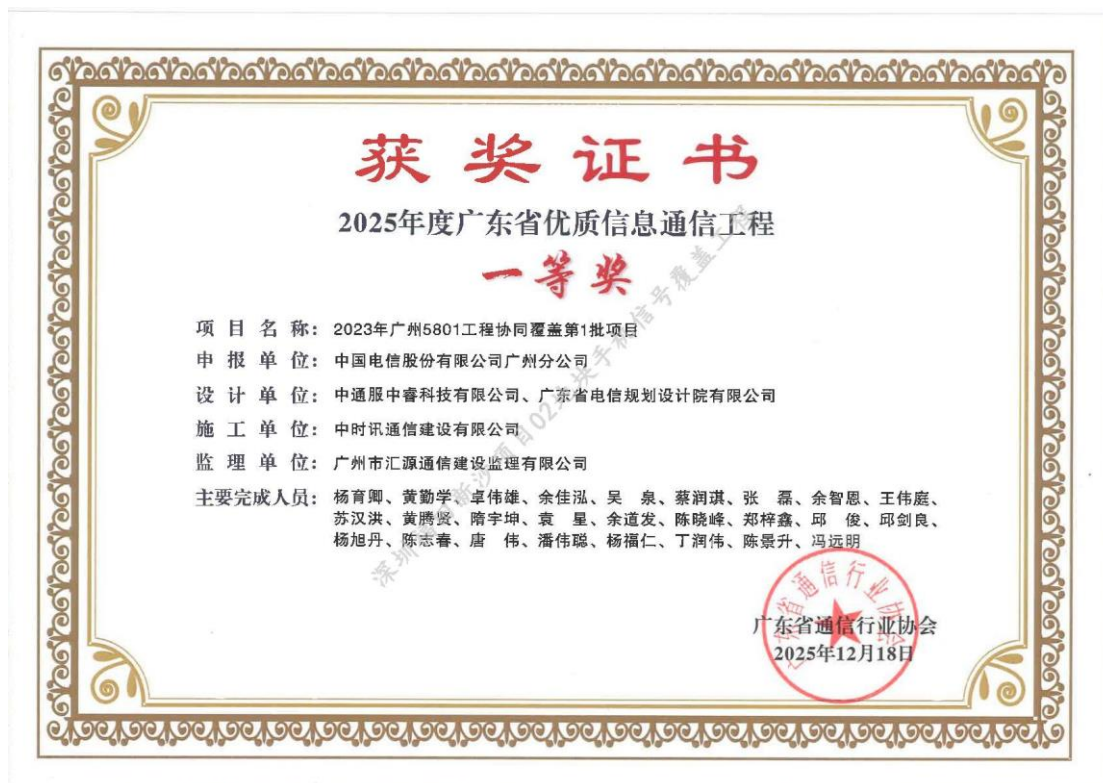 获奖证书
2025年度广东省优质信息通信工程
一等奖
项目名称：2023年广州5801工程协同覆盖第1批项目
申报单位：中国电信股份有限公司广州分公司
设计单位：中通服中睿科技有限公司、广东省电信规划设计院有限公司
施工单位：中时讯通信建设有限公司
监理单位：广州市汇源通信建设监理有限公司
主要完成人员：杨育卿、黄勤学、卓伟雄、余佳泓、吴　泉、蔡润琪、张　磊、余智恩、王伟庭、
苏汉洪、黄腾贤、隋宇坤、袁　星、余道发、陈晓峰、郑梓鑫、邱　俊、邱剑良、
杨旭丹、陈志春、唐　伟、潘伟聪、杨福仁、丁润伟、陈景升、冯远明
广东省通信行业协会
2025年12月18日
广东省通信行业协会